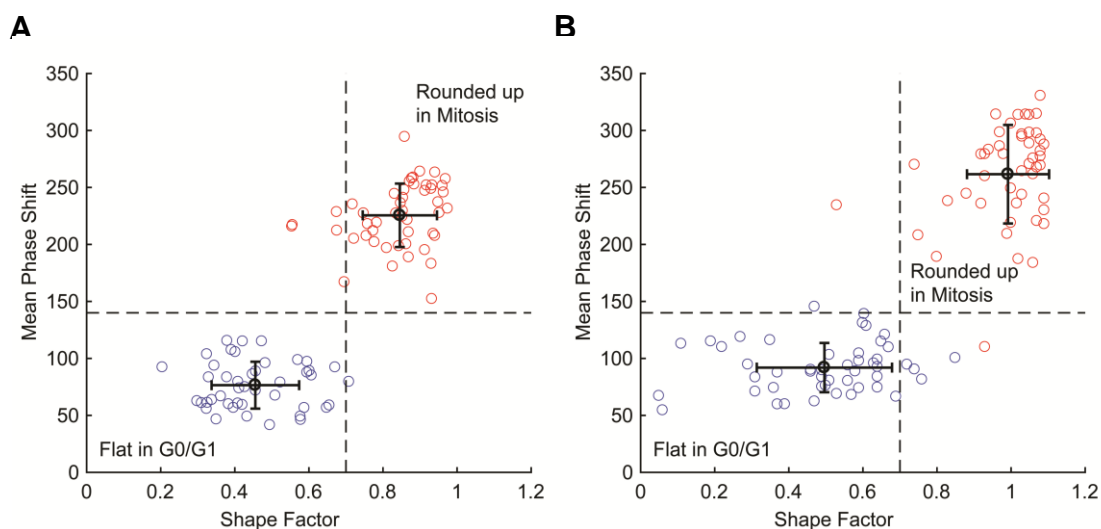 A
350
300
250
200
150
100
50
0
Mean Phase Shift
Rounded up
in Mitosis
Flat in G0/G1
0
0.2
0.4
0.6
0.8
1
1.2
Shape Factor
B
350
300
250
200
150
100
50
0
Mean Phase Shift
Rounded up
in Mitosis
Flat in G0/G1
0
0.2
0.4
0.6
0.8
1
1.2
Shape Factor